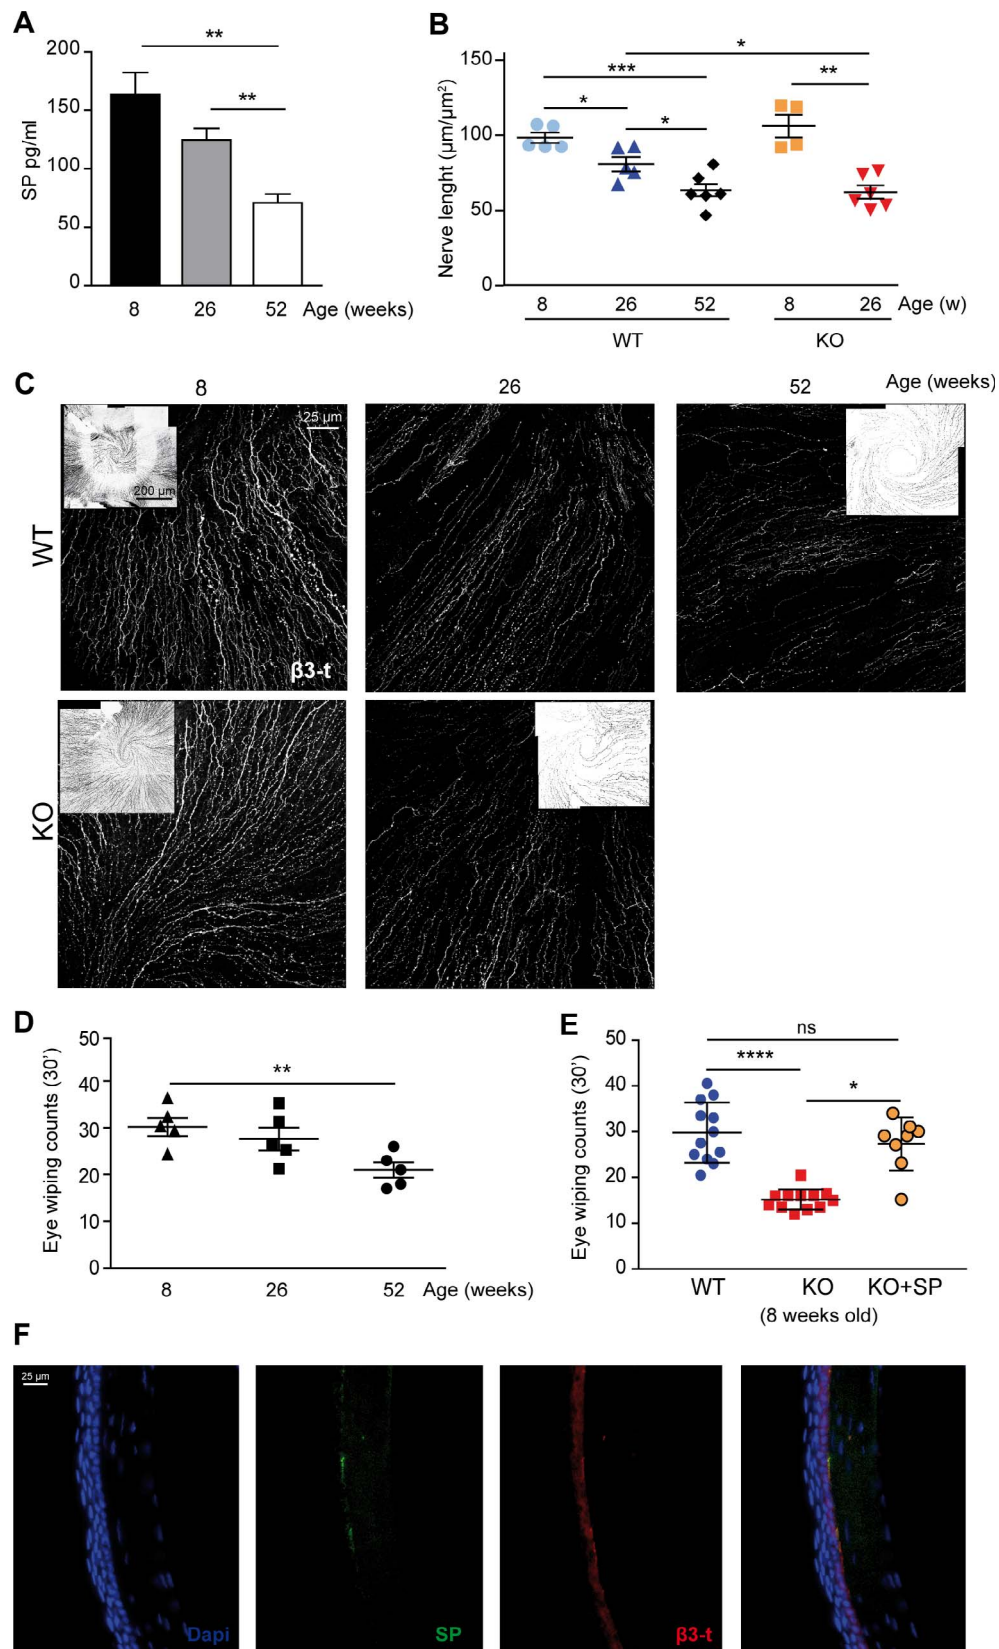 A
**
**
200
150
100
50
0
SP pg/ml
8 26 52 Age (weeks)
B
*
***
**
*
*
150
100
50
0
Nerve lenght (µm/µm²)
8 26 52 8 26 Age (w)
WT KO
C
8 26 52 Age (weeks)
WT
25 µm
200 µm
β3-t
KO
D
**
50
40
30
20
10
0
Eye wiping counts (30')
8 26 52 Age (weeks)
E
ns
****
*
50
40
30
20
10
0
Eye wiping counts (30')
WT KO KO+SP
(8 weeks old)
F
25 µm
Dapi SP β3-t